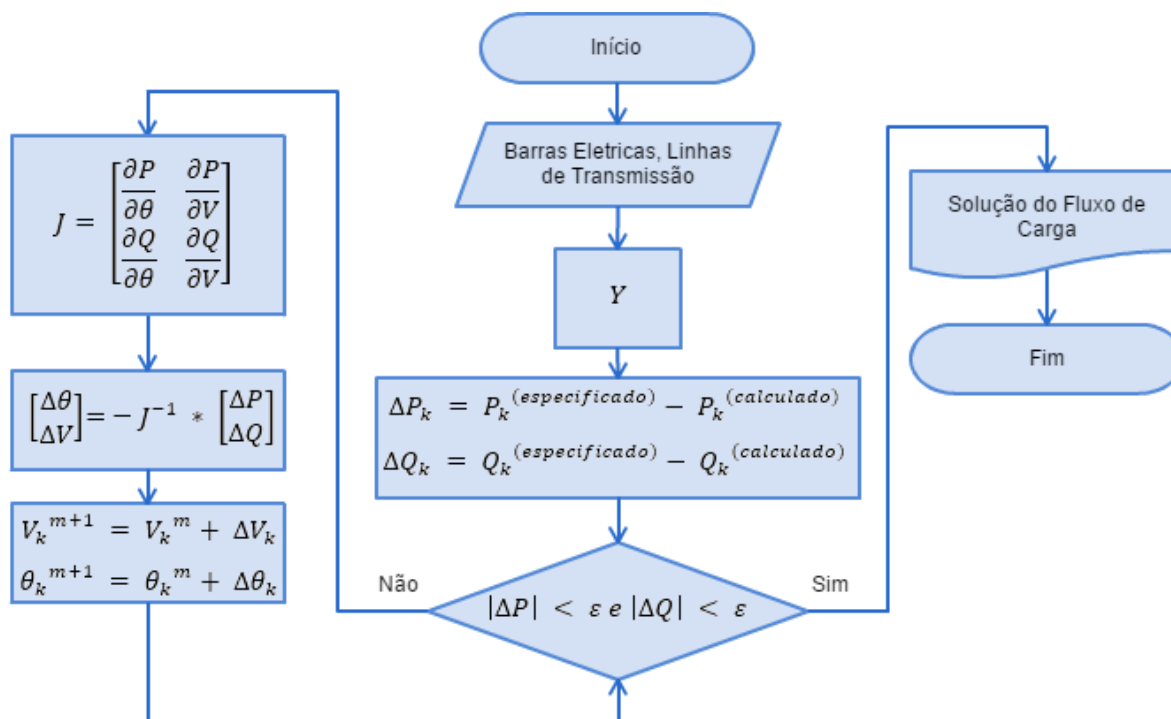 Início
Barras Eletricas, Linhas
de Transmissão
Y
ΔP_k = P_k^(especificado) − P_k^(calculado)
ΔQ_k = Q_k^(especificado) − Q_k^(calculado)
|ΔP| < ε e |ΔQ| < ε
Não
Sim
J = [∂P/∂θ ∂P/∂V
∂Q/∂θ ∂Q/∂V]
[Δθ ΔV] = − J^−1 * [ΔP ΔQ]
V_k^m+1 = V_k^m + ΔV_k
θ_k^m+1 = θ_k^m + Δθ_k
Solução do Fluxo de
Carga
Fim